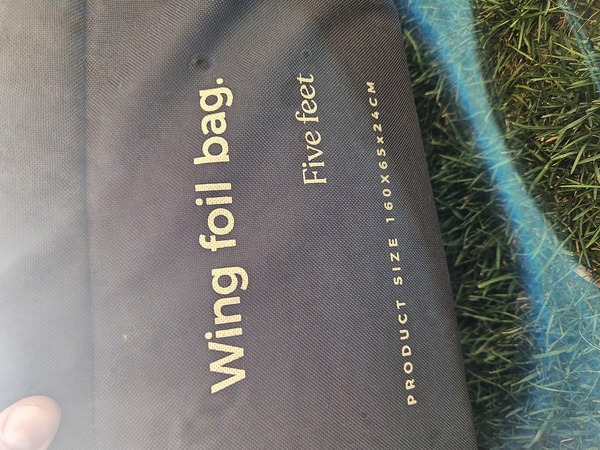 Wing foil bag.
Five feet
PRODUCT SIZE 160X65X24CM